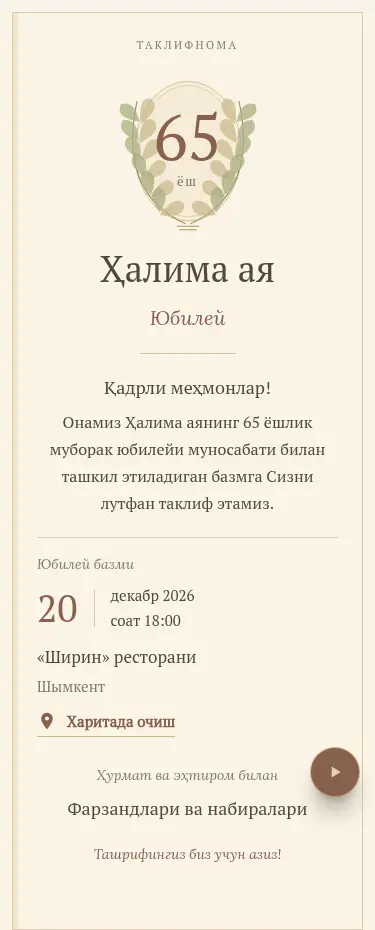 ТАКЛИФНОМА
65
ёш
Ҳалима ая
Юбилей
Қадрли меҳмонлар!
Онамиз Ҳалима аянинг 65 ёшлик
муборак юбилейи муносабати билан
ташкил этиладиган базмга Сизни
лутфан таклиф этамиз.
Юбилей базми
20
декабр 2026
соат 18:00
«Ширин» ресторани
Шымкент
Харитада очиш
Ҳурмат ва эҳтиром билан
Фарзандлари ва набиралари
Ташрифингиз биз учун азиз!